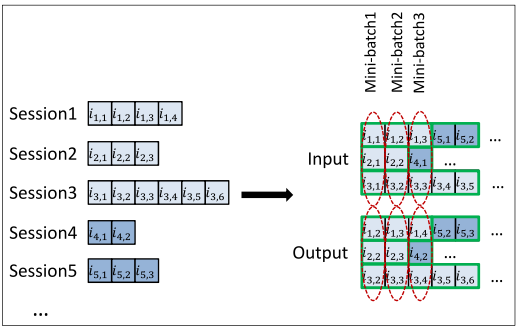 Mini-batch1
Mini-batch2
Mini-batch3
Session1 i1,1 i1,2 i1,3 i1,4
Session2 i2,1 i2,2 i2,3
Session3 i3,1 i3,2 i3,3 i3,4 i3,5 i3,6
Session4 i4,1 i4,2
Session5 i5,1 i5,2 i5,3
...
Input
i1,1 i1,2 i1,3 i5,1 i5,2 ...
i2,1 i2,2 i4,1 ...
i3,1 i3,2 i3,3 i3,4 i3,5 ...
Output
i1,2 i1,3 i1,4 i5,2 i5,3 ...
i2,2 i2,3 i4,2 ...
i3,2 i3,3 i3,4 i3,5 i3,6 ...